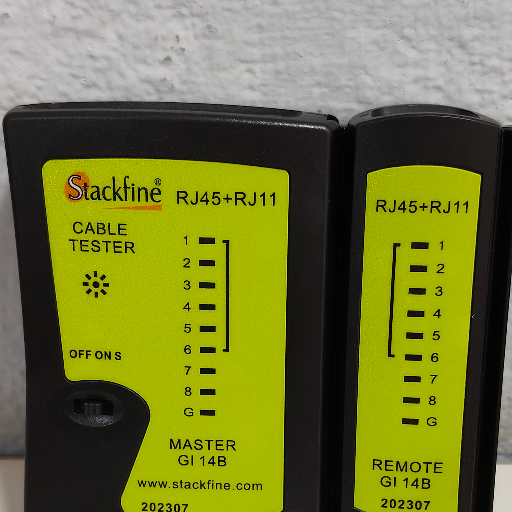 Stackfine®
RJ45+RJ11
CABLE
TESTER
1
2
3
4
5
6
7
8
G
OFF ON S
MASTER
GI 14B
www.stackfine.com
202307
RJ45+RJ11
1
2
3
4
5
6
7
8
G
REMOTE
GI 14B
202307